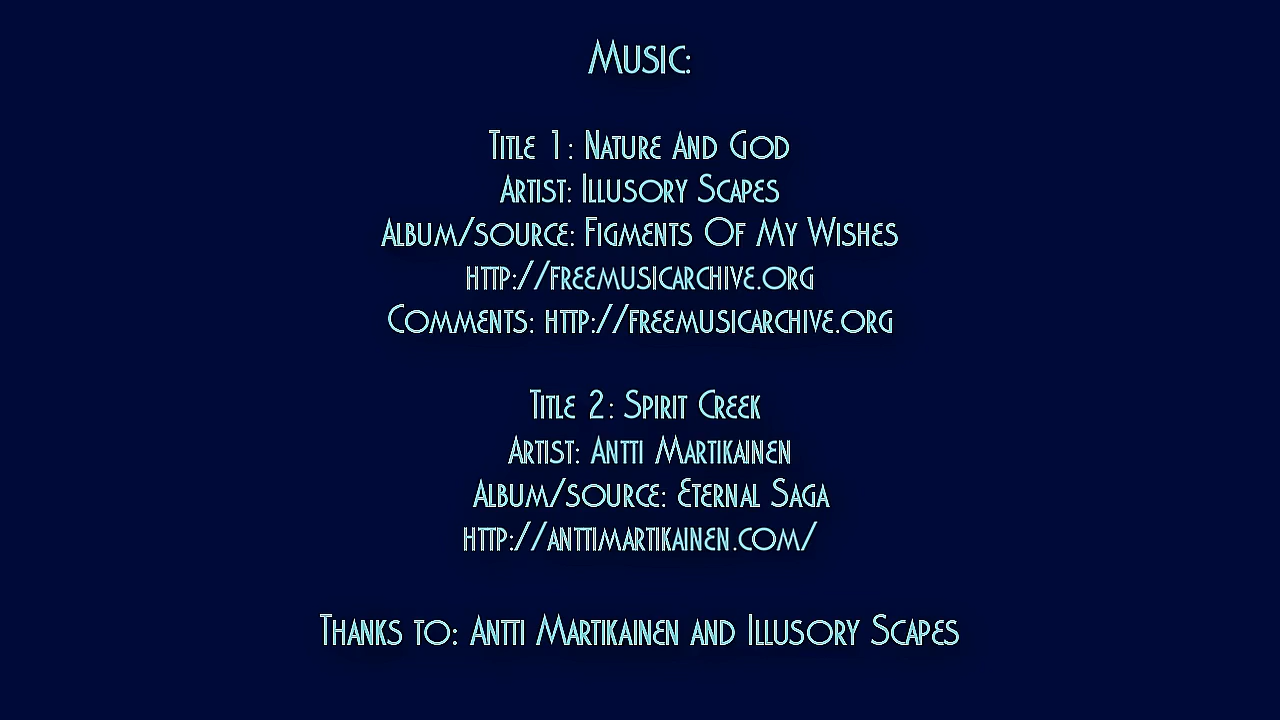 Music:
Title 1: Nature And God
Artist: Illusory Scapes
Album/source: Figments Of My Wishes
http://freemusicarchive.org
Comments: http://freemusicarchive.org
Title 2: Spirit Creek
Artist: Antti Martikainen
Album/source: Eternal Saga
http://anttimartikainen.com/
Thanks to: Antti Martikainen and Illusory Scapes